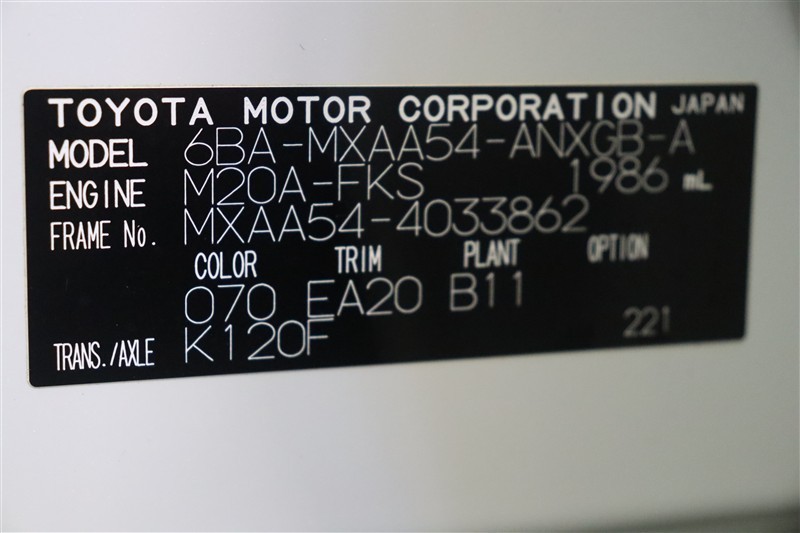 TOYOTA MOTOR CORPORATION JAPAN
MODEL 6BA-MXAA54-ANXGB-A
ENGINE M20A-FKS 1986 mL
FRAME No. MXAA54-4033862
COLOR TRIM PLANT OPTION
070 EA20 B11
TRANS./AXLE K120F 221